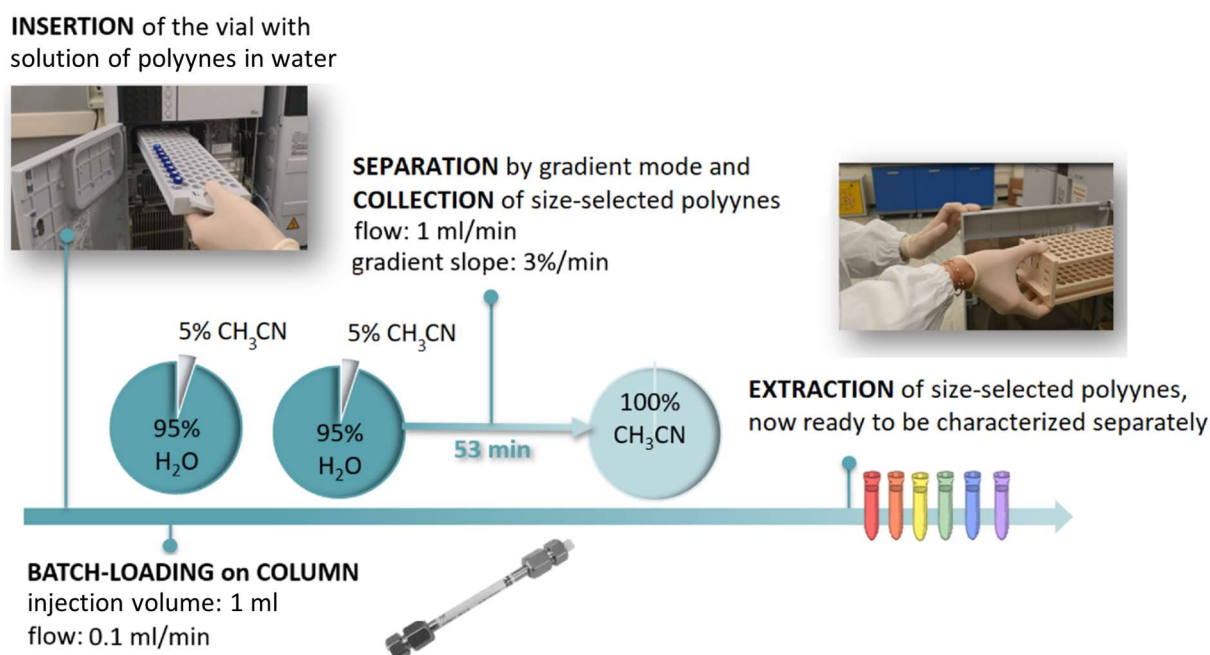 INSERTION of the vial with
solution of polyynes in water
SEPARATION by gradient mode and
COLLECTION of size-selected polyynes
flow: 1 ml/min
gradient slope: 3%/min
5% CH₃CN
95%
H₂O
5% CH₃CN
95%
H₂O
53 min
100%
CH₃CN
EXTRACTION of size-selected polyynes,
now ready to be characterized separately
BATCH-LOADING on COLUMN
injection volume: 1 ml
flow: 0.1 ml/min